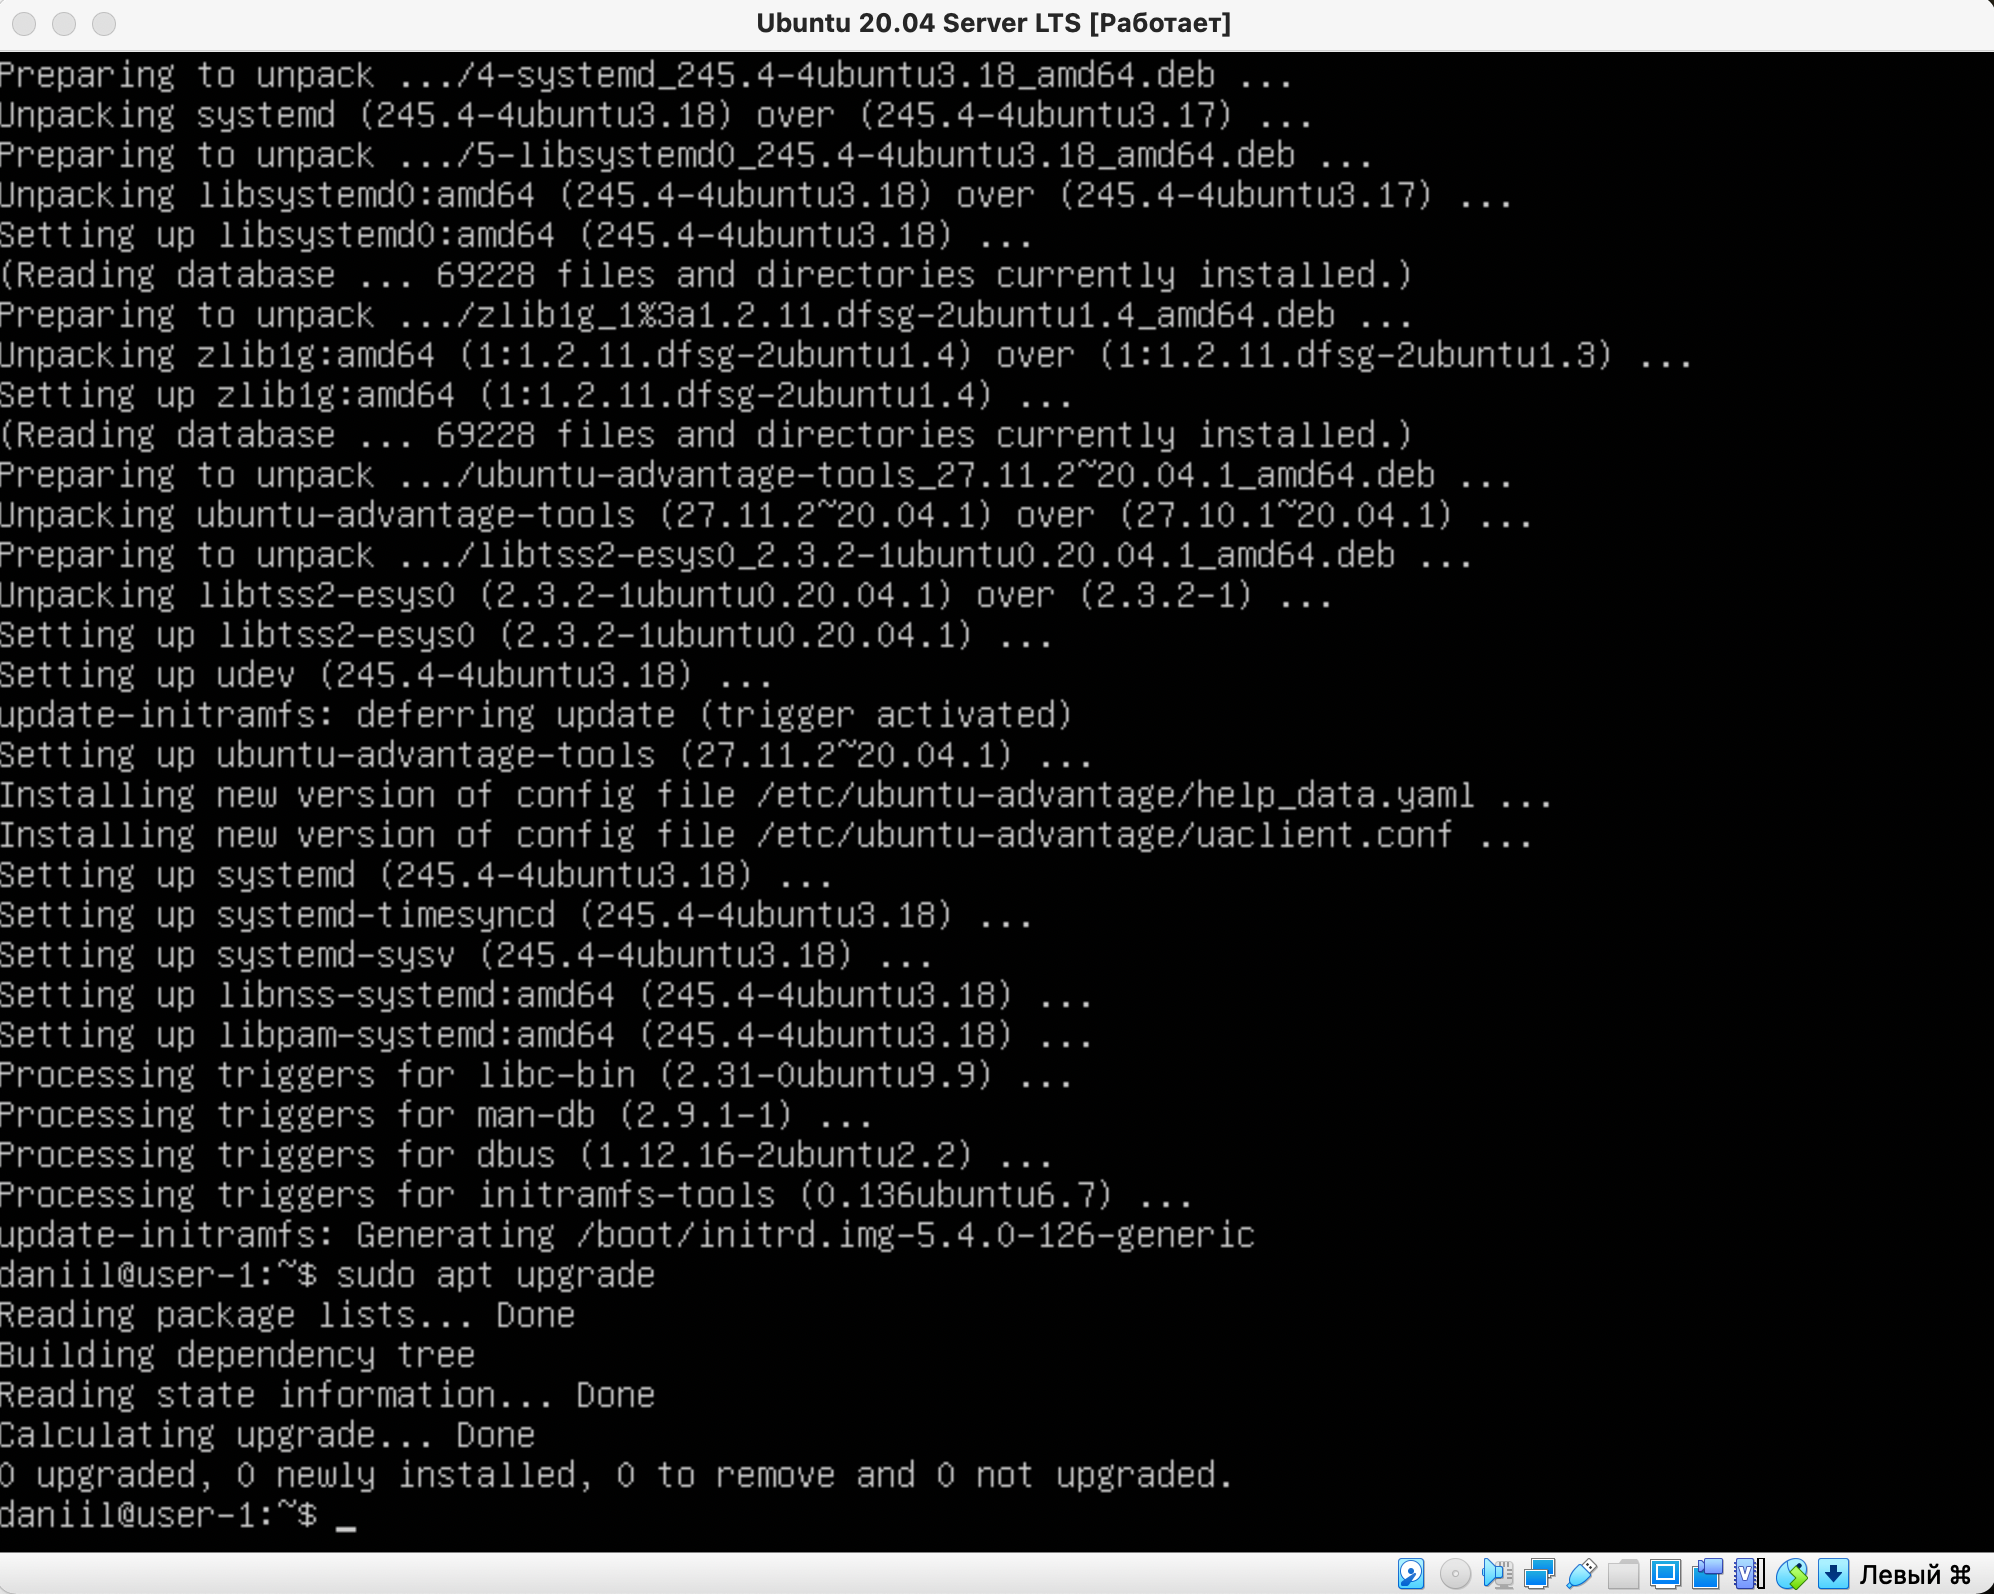 Ubuntu 20.04 Server LTS [Работает]
Preparing to unpack .../4-systemd_245.4-4ubuntu3.18_amd64.deb ...
Unpacking systemd (245.4-4ubuntu3.18) over (245.4-4ubuntu3.17) ...
Preparing to unpack .../5-libsystemd0_245.4-4ubuntu3.18_amd64.deb ...
Unpacking libsystemd0:amd64 (245.4-4ubuntu3.18) over (245.4-4ubuntu3.17) ...
Setting up libsystemd0:amd64 (245.4-4ubuntu3.18) ...
(Reading database ... 69228 files and directories currently installed.)
Preparing to unpack .../zlib1g_1%3a1.2.11.dfsg-2ubuntu1.4_amd64.deb ...
Unpacking zlib1g:amd64 (1:1.2.11.dfsg-2ubuntu1.4) over (1:1.2.11.dfsg-2ubuntu1.3) ...
Setting up zlib1g:amd64 (1:1.2.11.dfsg-2ubuntu1.4) ...
(Reading database ... 69228 files and directories currently installed.)
Preparing to unpack .../ubuntu-advantage-tools_27.11.2~20.04.1_amd64.deb ...
Unpacking ubuntu-advantage-tools (27.11.2~20.04.1) over (27.10.1~20.04.1) ...
Preparing to unpack .../libtss2-esys0_2.3.2-1ubuntu0.20.04.1_amd64.deb ...
Unpacking libtss2-esys0 (2.3.2-1ubuntu0.20.04.1) over (2.3.2-1) ...
Setting up libtss2-esys0 (2.3.2-1ubuntu0.20.04.1) ...
Setting up udev (245.4-4ubuntu3.18) ...
update-initramfs: deferring update (trigger activated)
Setting up ubuntu-advantage-tools (27.11.2~20.04.1) ...
Installing new version of config file /etc/ubuntu-advantage/help_data.yaml ...
Installing new version of config file /etc/ubuntu-advantage/uaclient.conf ...
Setting up systemd (245.4-4ubuntu3.18) ...
Setting up systemd-timesyncd (245.4-4ubuntu3.18) ...
Setting up systemd-sysv (245.4-4ubuntu3.18) ...
Setting up libnss-systemd:amd64 (245.4-4ubuntu3.18) ...
Setting up libpam-systemd:amd64 (245.4-4ubuntu3.18) ...
Processing triggers for libc-bin (2.31-0ubuntu9.9) ...
Processing triggers for man-db (2.9.1-1) ...
Processing triggers for dbus (1.12.16-2ubuntu2.2) ...
Processing triggers for initramfs-tools (0.136ubuntu6.7) ...
update-initramfs: Generating /boot/initrd.img-5.4.0-126-generic
daniil@user-1:~$ sudo apt upgrade
Reading package lists... Done
Building dependency tree
Reading state information... Done
Calculating upgrade... Done
0 upgraded, 0 newly installed, 0 to remove and 0 not upgraded.
daniil@user-1:~$ _
Левый ⌘